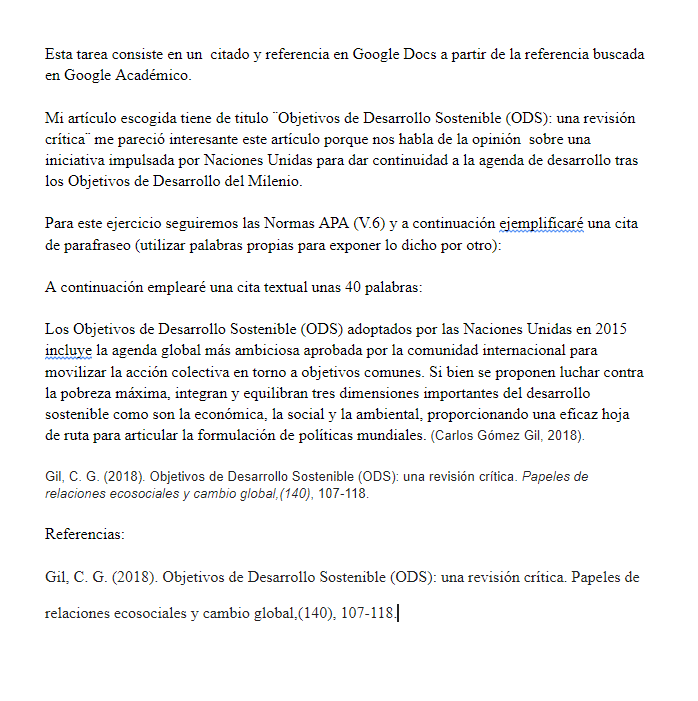 Esta tarea consiste en un  citado y referencia en Google Docs a partir de la referencia buscada
en Google Académico.
Mi artículo escogida tiene de titulo ¨Objetivos de Desarrollo Sostenible (ODS): una revisión
crítica¨ me pareció interesante este artículo porque nos habla de la opinión  sobre una
iniciativa impulsada por Naciones Unidas para dar continuidad a la agenda de desarrollo tras
los Objetivos de Desarrollo del Milenio.
Para este ejercicio seguiremos las Normas APA (V.6) y a continuación ejemplificaré una cita
de parafraseo (utilizar palabras propias para exponer lo dicho por otro):
A continuación emplearé una cita textual unas 40 palabras:
Los Objetivos de Desarrollo Sostenible (ODS) adoptados por las Naciones Unidas en 2015
incluye la agenda global más ambiciosa aprobada por la comunidad internacional para
movilizar la acción colectiva en torno a objetivos comunes. Si bien se proponen luchar contra
la pobreza máxima, integran y equilibran tres dimensiones importantes del desarrollo
sostenible como son la económica, la social y la ambiental, proporcionando una eficaz hoja
de ruta para articular la formulación de políticas mundiales. (Carlos Gómez Gil, 2018).
Gil, C. G. (2018). Objetivos de Desarrollo Sostenible (ODS): una revisión crítica. Papeles de
relaciones ecosociales y cambio global,(140), 107-118.
Referencias:
Gil, C. G. (2018). Objetivos de Desarrollo Sostenible (ODS): una revisión crítica. Papeles de
relaciones ecosociales y cambio global,(140), 107-118.